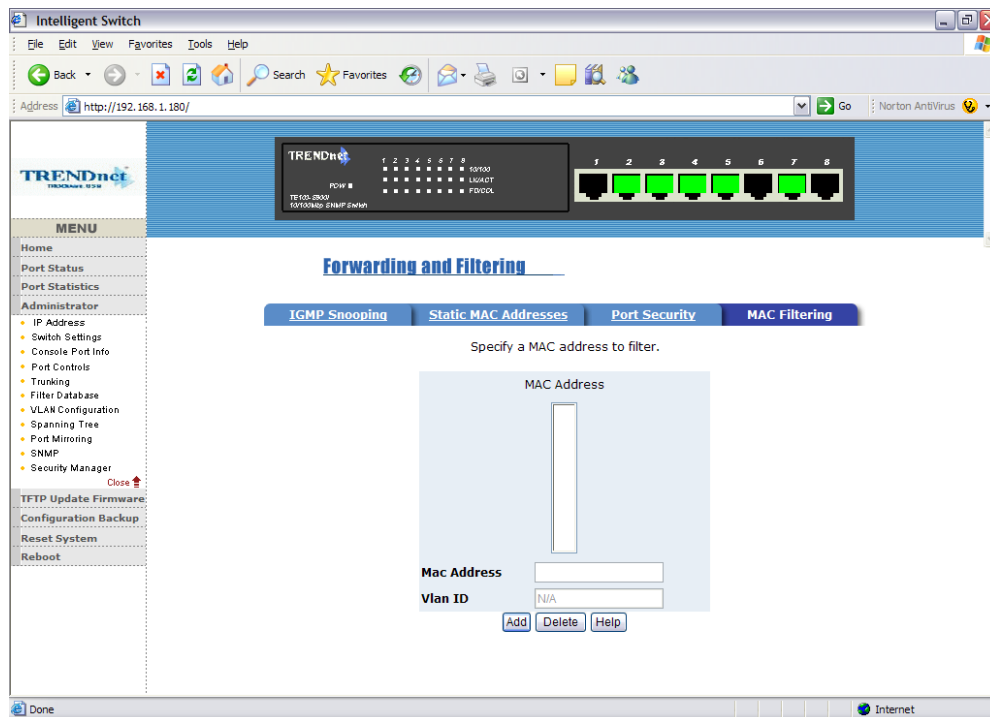 Intelligent Switch
File Edit View Favorites Tools Help
Back Search Favorites
Address http://192.168.1.180/ Go Norton AntiVirus
TRENDnet
TRENDnet
1 2 3 4 5 6 7 8
10/100
LK/ACT
FD/COL
POW
10/100Mbps SNMP Switch
1 2 3 4 5 6 7 8
MENU
Home
Port Status
Port Statistics
Administrator
IP Address
Switch Settings
Console Port Info
Port Controls
Trunking
Filter Database
VLAN Configuration
Spanning Tree
Port Mirroring
SNMP
Security Manager
Close
TFTP Update Firmware
Configuration Backup
Reset System
Reboot
Forwarding and Filtering
IGMP Snooping Static MAC Addresses Port Security MAC Filtering
Specify a MAC address to filter.
MAC Address
Mac Address
Vlan ID N/A
Add Delete Help
Done Internet